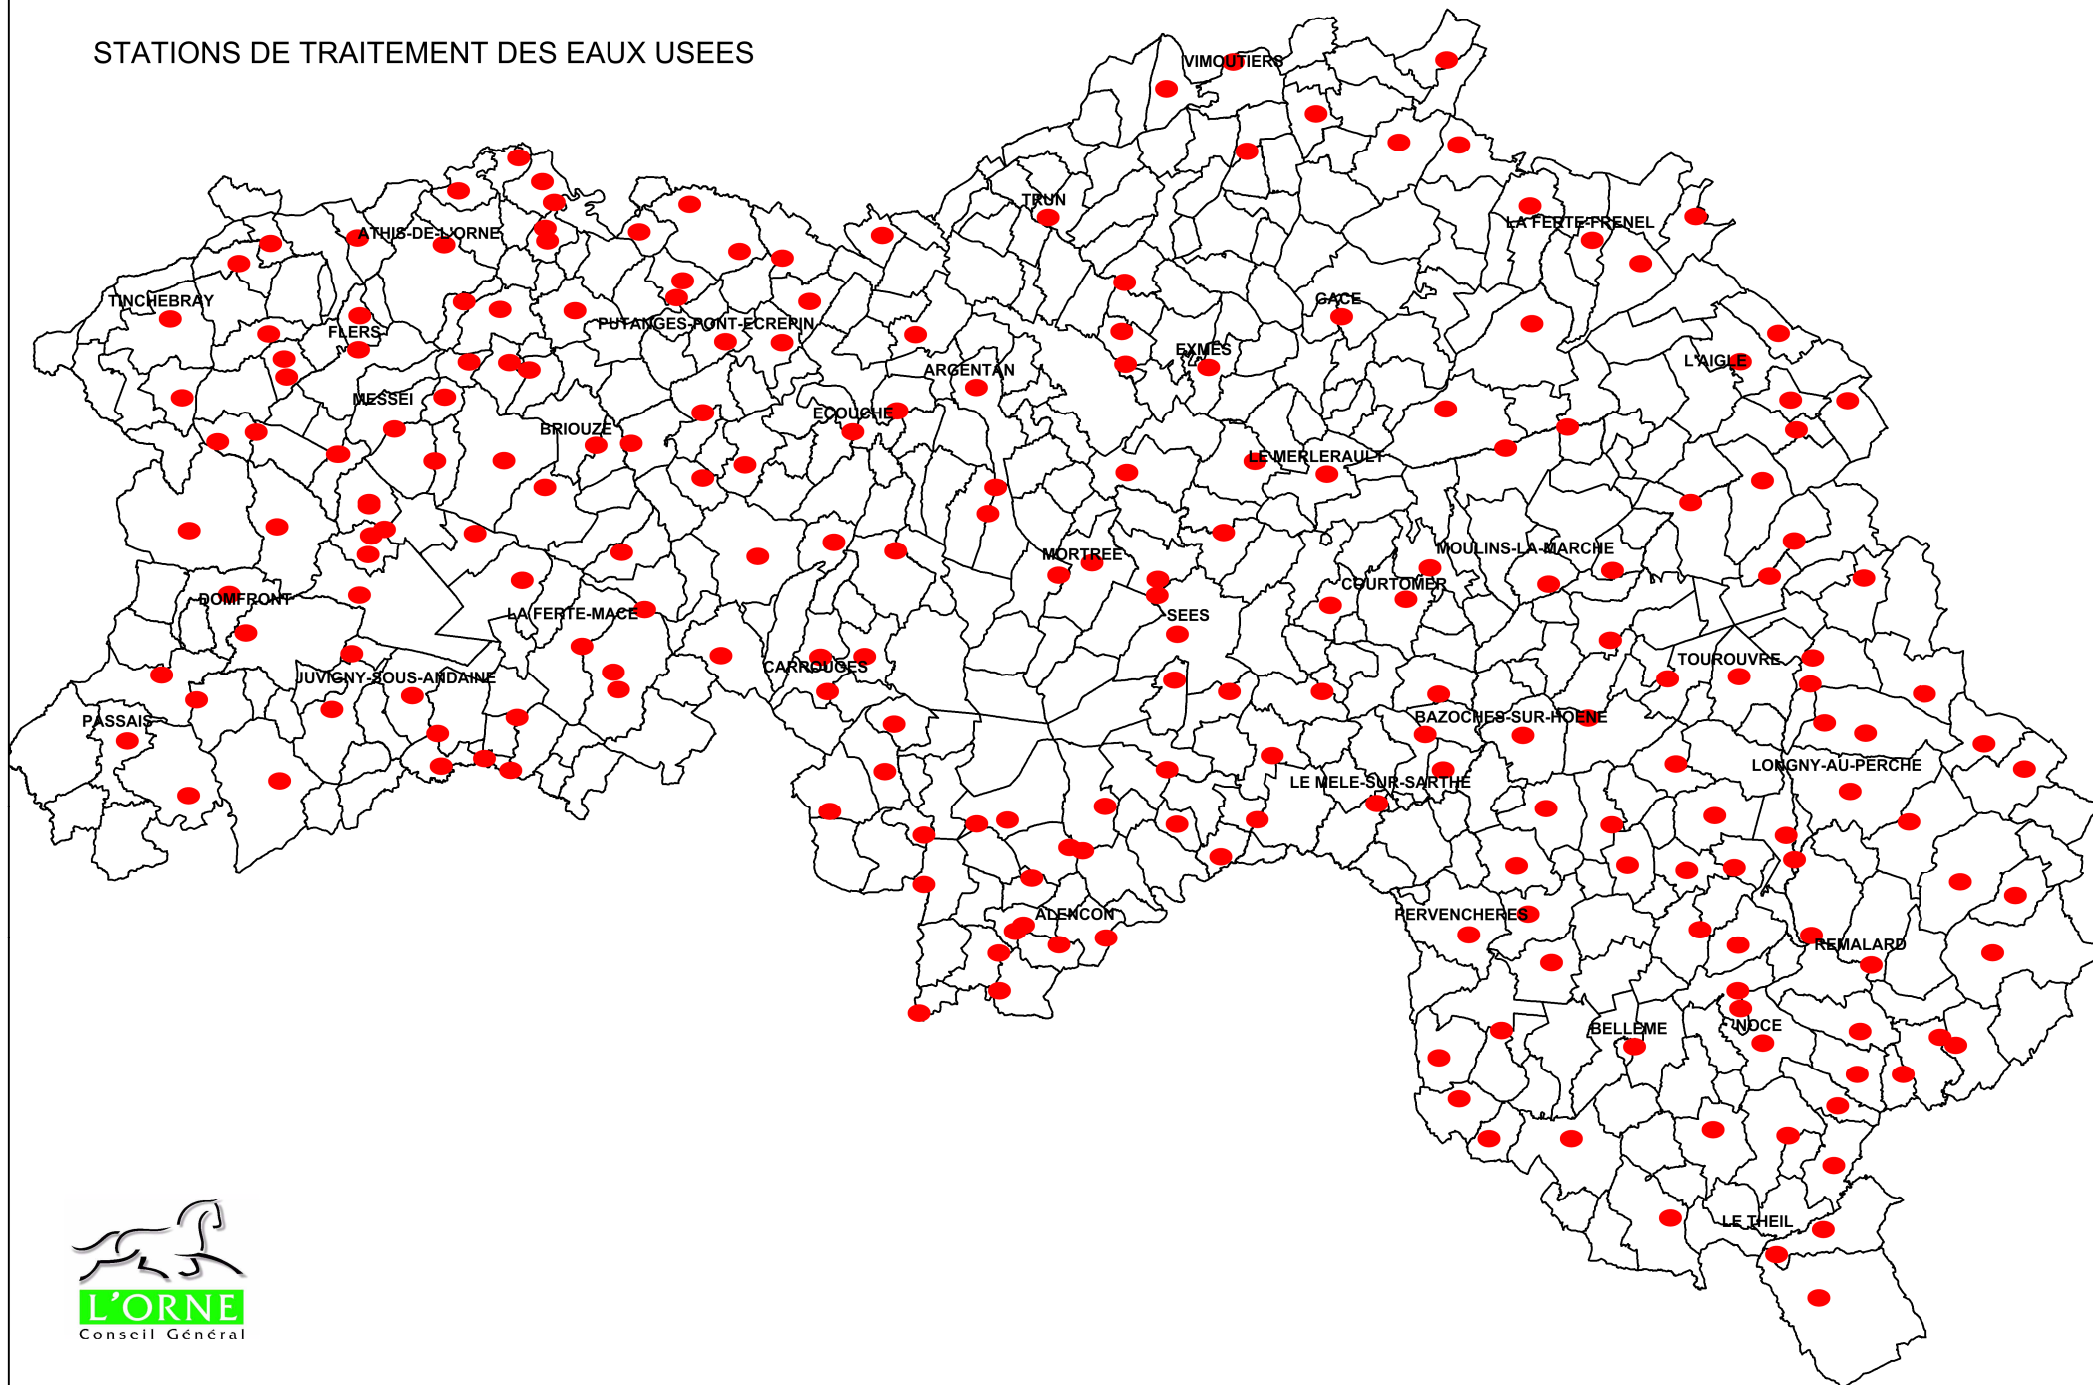 STATIONS DE TRAITEMENT DES EAUX USEES
VIMOUTIERS
TRUN
LA FERTE-FRENEL
ATHIS-DE-L'ORNE
TINCHEBRAY
GACE
FLERS
PUTANGES-PONT-ECREPIN
EXMES
L'AIGLE
ARGENTAN
MESSEI
ECOUCHE
BRIOUZE
LE MERLERAULT
MORTREE
MOULINS-LA-MARCHE
COURTOMER
DOMFRONT
LA FERTE-MACE
SEES
CARROUGES
TOUROUVRE
JUVIGNY-SOUS-ANDAINE
PASSAIS
BAZOCHES-SUR-HOENE
LONGNY-AU-PERCHE
LE MELE-SUR-SARTHE
ALENCON
PERVENCHERES
REMALARD
NOCE
BELLEME
LE THEIL
L'ORNE
Conseil Général